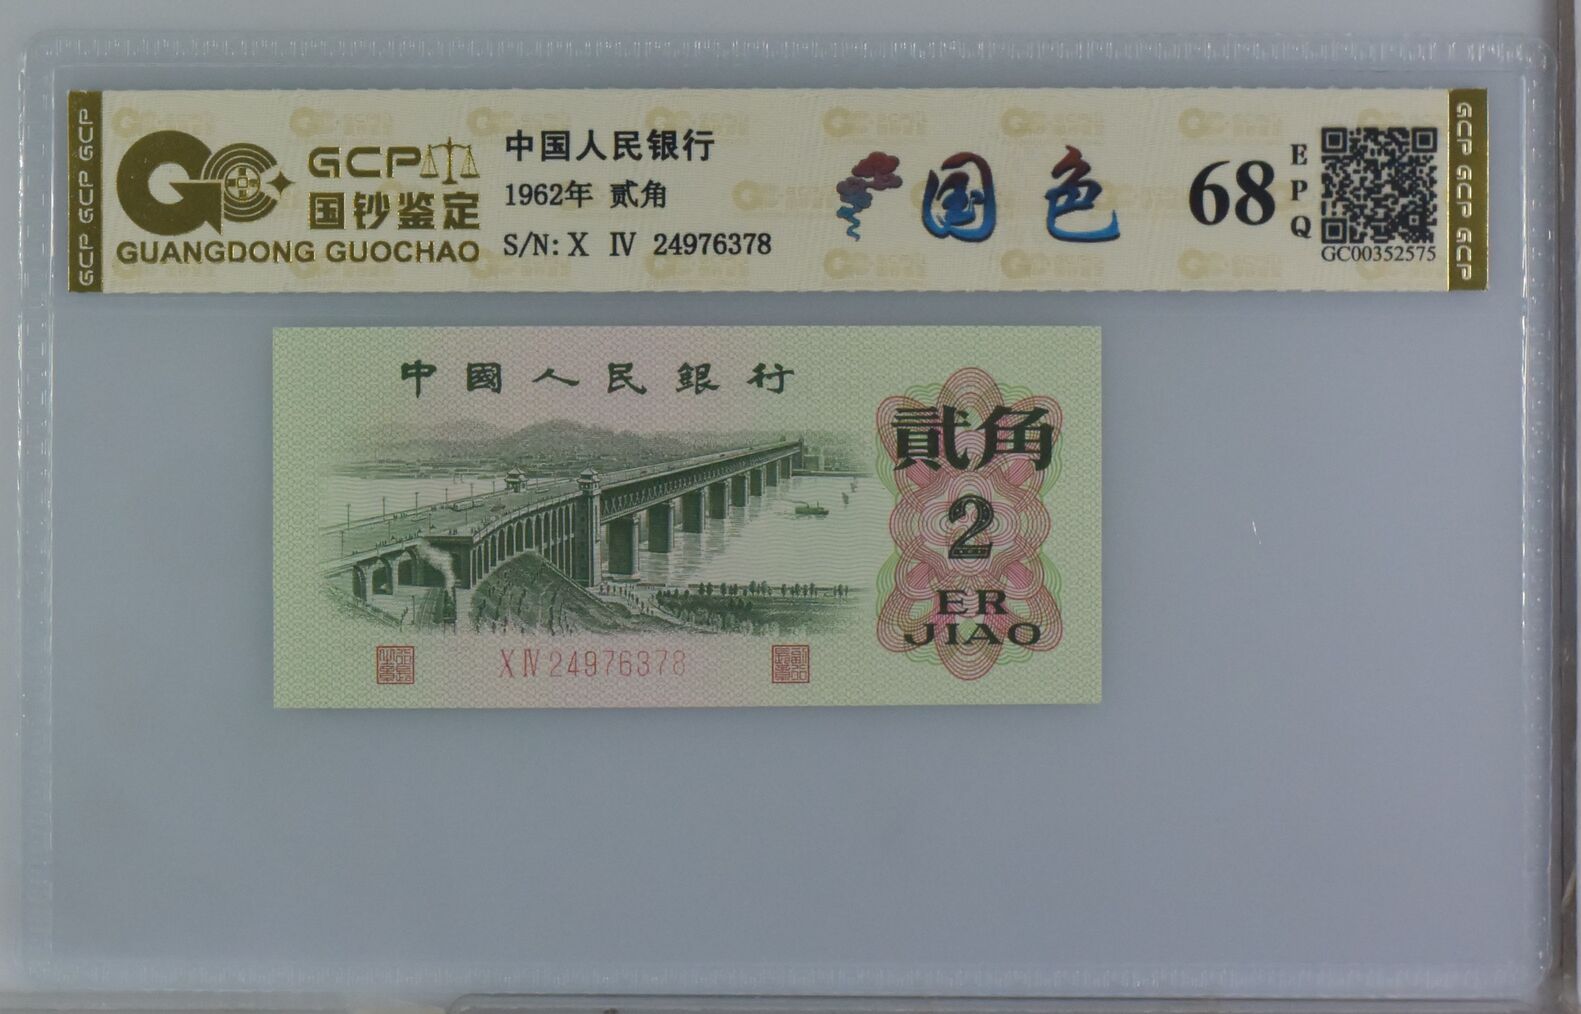 GCP GCP GCP
GCP
国钞鉴定
GUANGDONG GUOCHAO
中国人民银行
1962年 贰角
S/N: X Ⅳ 24976378
国色
68
EPQ
GC00352575
GCP GCP GCP
中國人民銀行
貳角
2
ER
JIAO
X Ⅳ 24976378